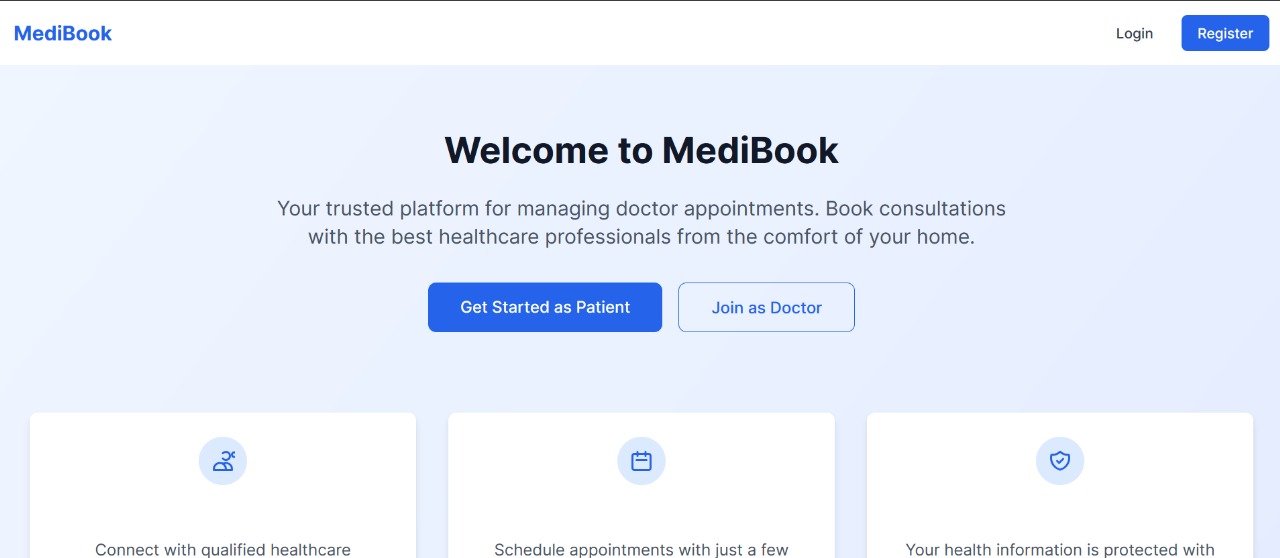 MediBook
Login
Register
Welcome to MediBook
Your trusted platform for managing doctor appointments. Book consultations
with the best healthcare professionals from the comfort of your home.
Get Started as Patient
Join as Doctor
Connect with qualified healthcare
Schedule appointments with just a few
Your health information is protected with